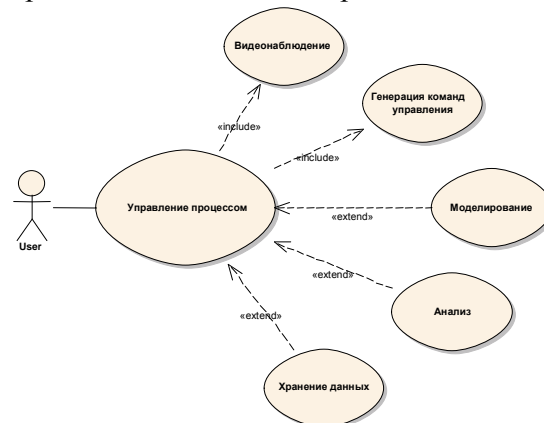 Видеонаблюдение
Генерация команд
управления
«include»
«include»
Управление процессом
Моделирование
«extend»
User
«extend»
Анализ
«extend»
Хранение данных